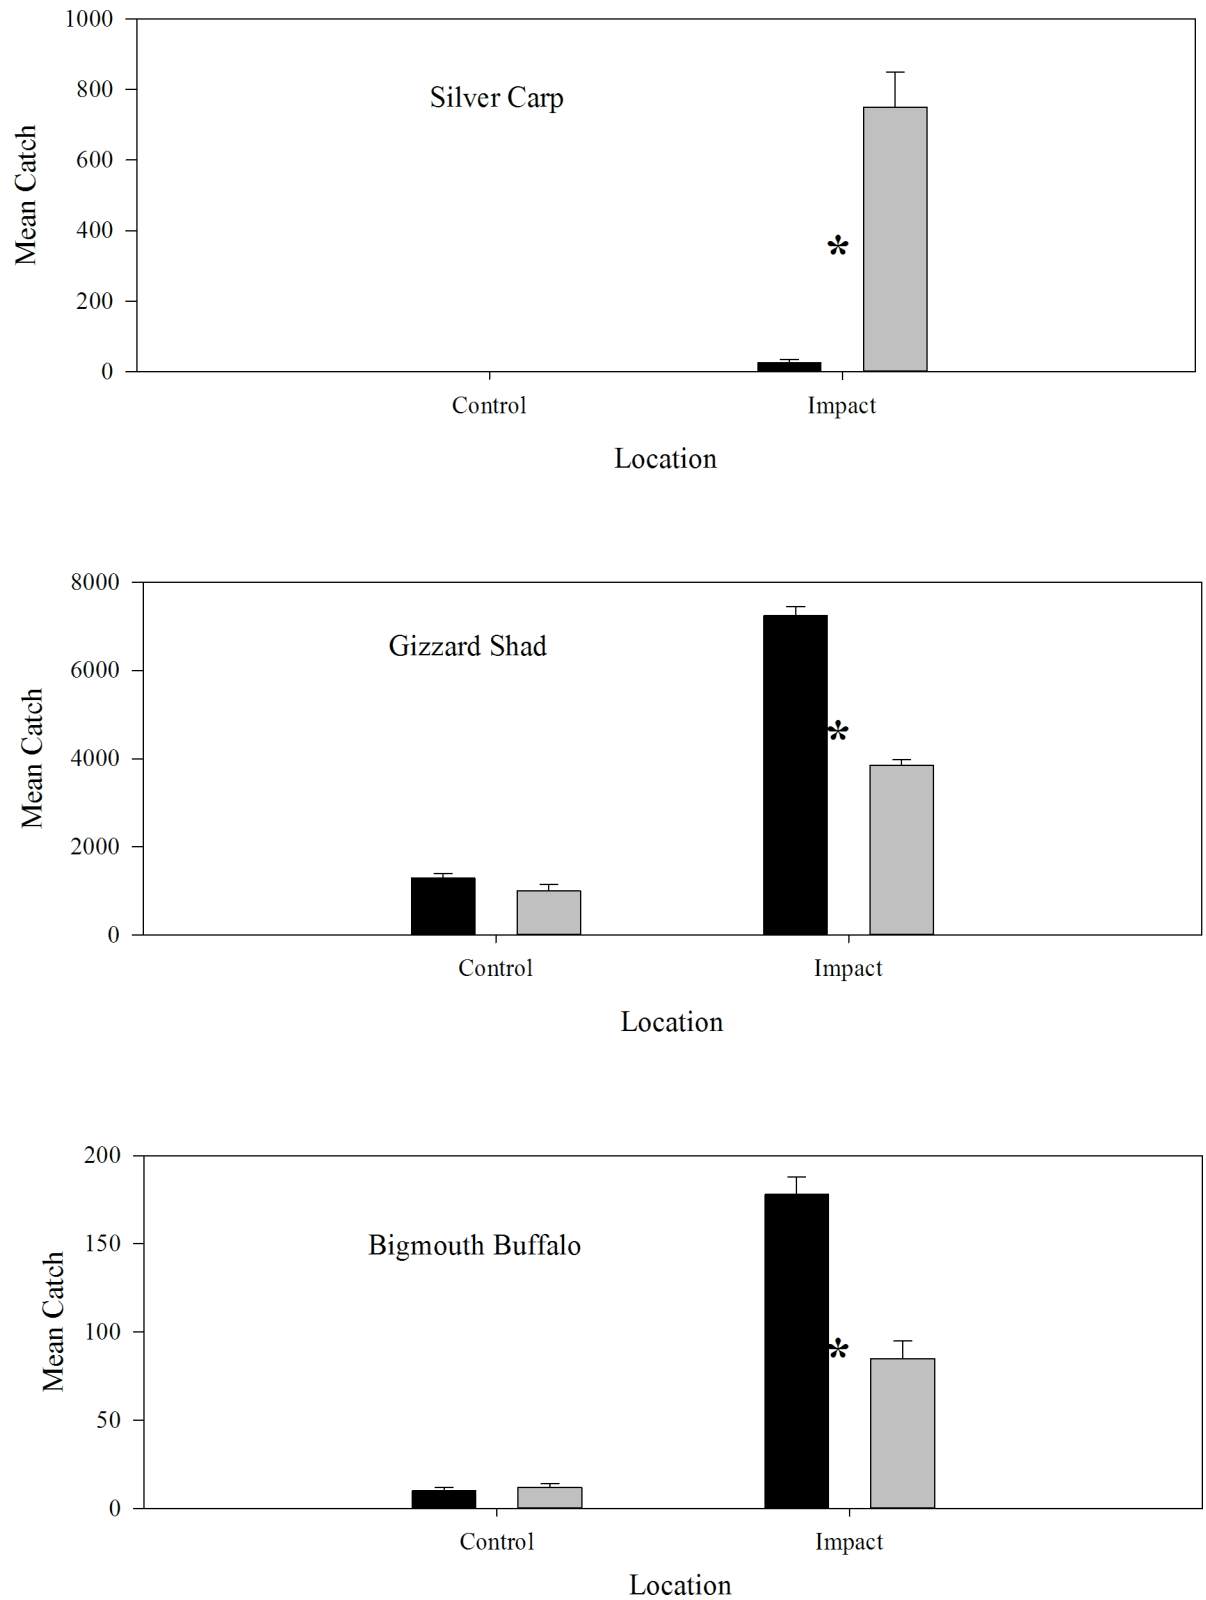 1000
800
600
400
200
0
Mean Catch
Silver Carp
*
Control
Impact
Location
8000
6000
4000
2000
0
Mean Catch
Gizzard Shad
*
Control
Impact
Location
200
150
100
50
0
Mean Catch
Bigmouth Buffalo
*
Control
Impact
Location